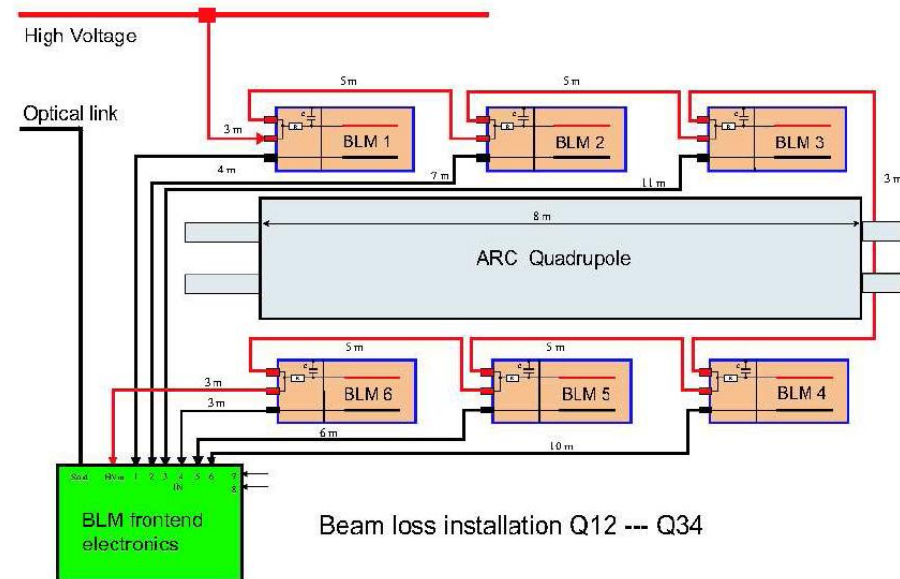 High Voltage
5 m
5 m
Optical link
3 m
BLM 1
BLM 2
BLM 3
4 m
7 m
11 m
3 m
8 m
ARC Quadrupole
5 m
5 m
3 m
BLM 6
BLM 5
BLM 4
3 m
6 m
10 m
1 2 3 4 5 6 7
IN 8
BLM frontend
electronics
Beam loss installation Q12 --- Q34